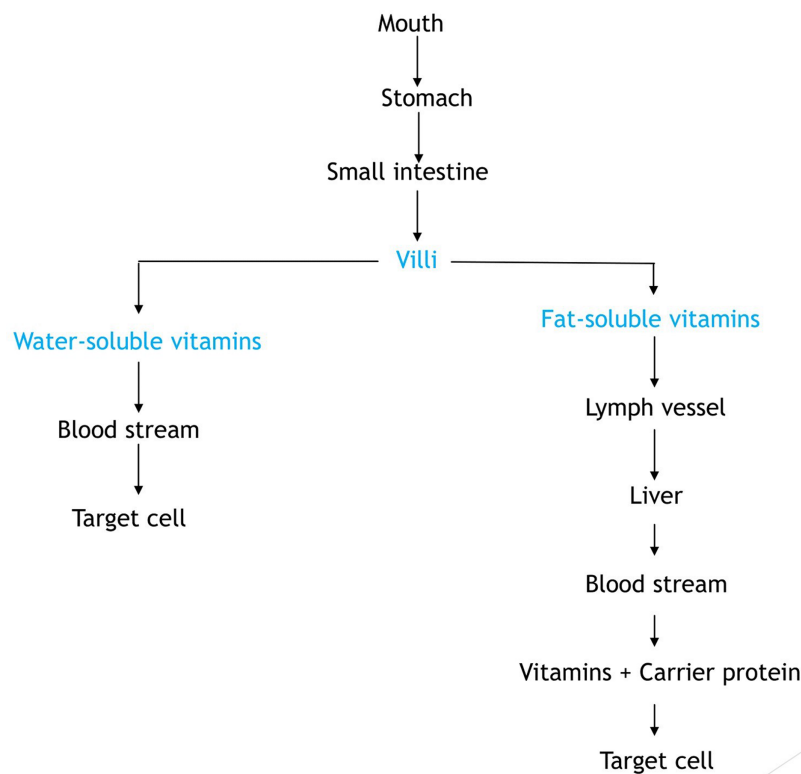 Mouth
Stomach
Small intestine
Villi
Water-soluble vitamins
Blood stream
Target cell
Fat-soluble vitamins
Lymph vessel
Liver
Blood stream
Vitamins + Carrier protein
Target cell